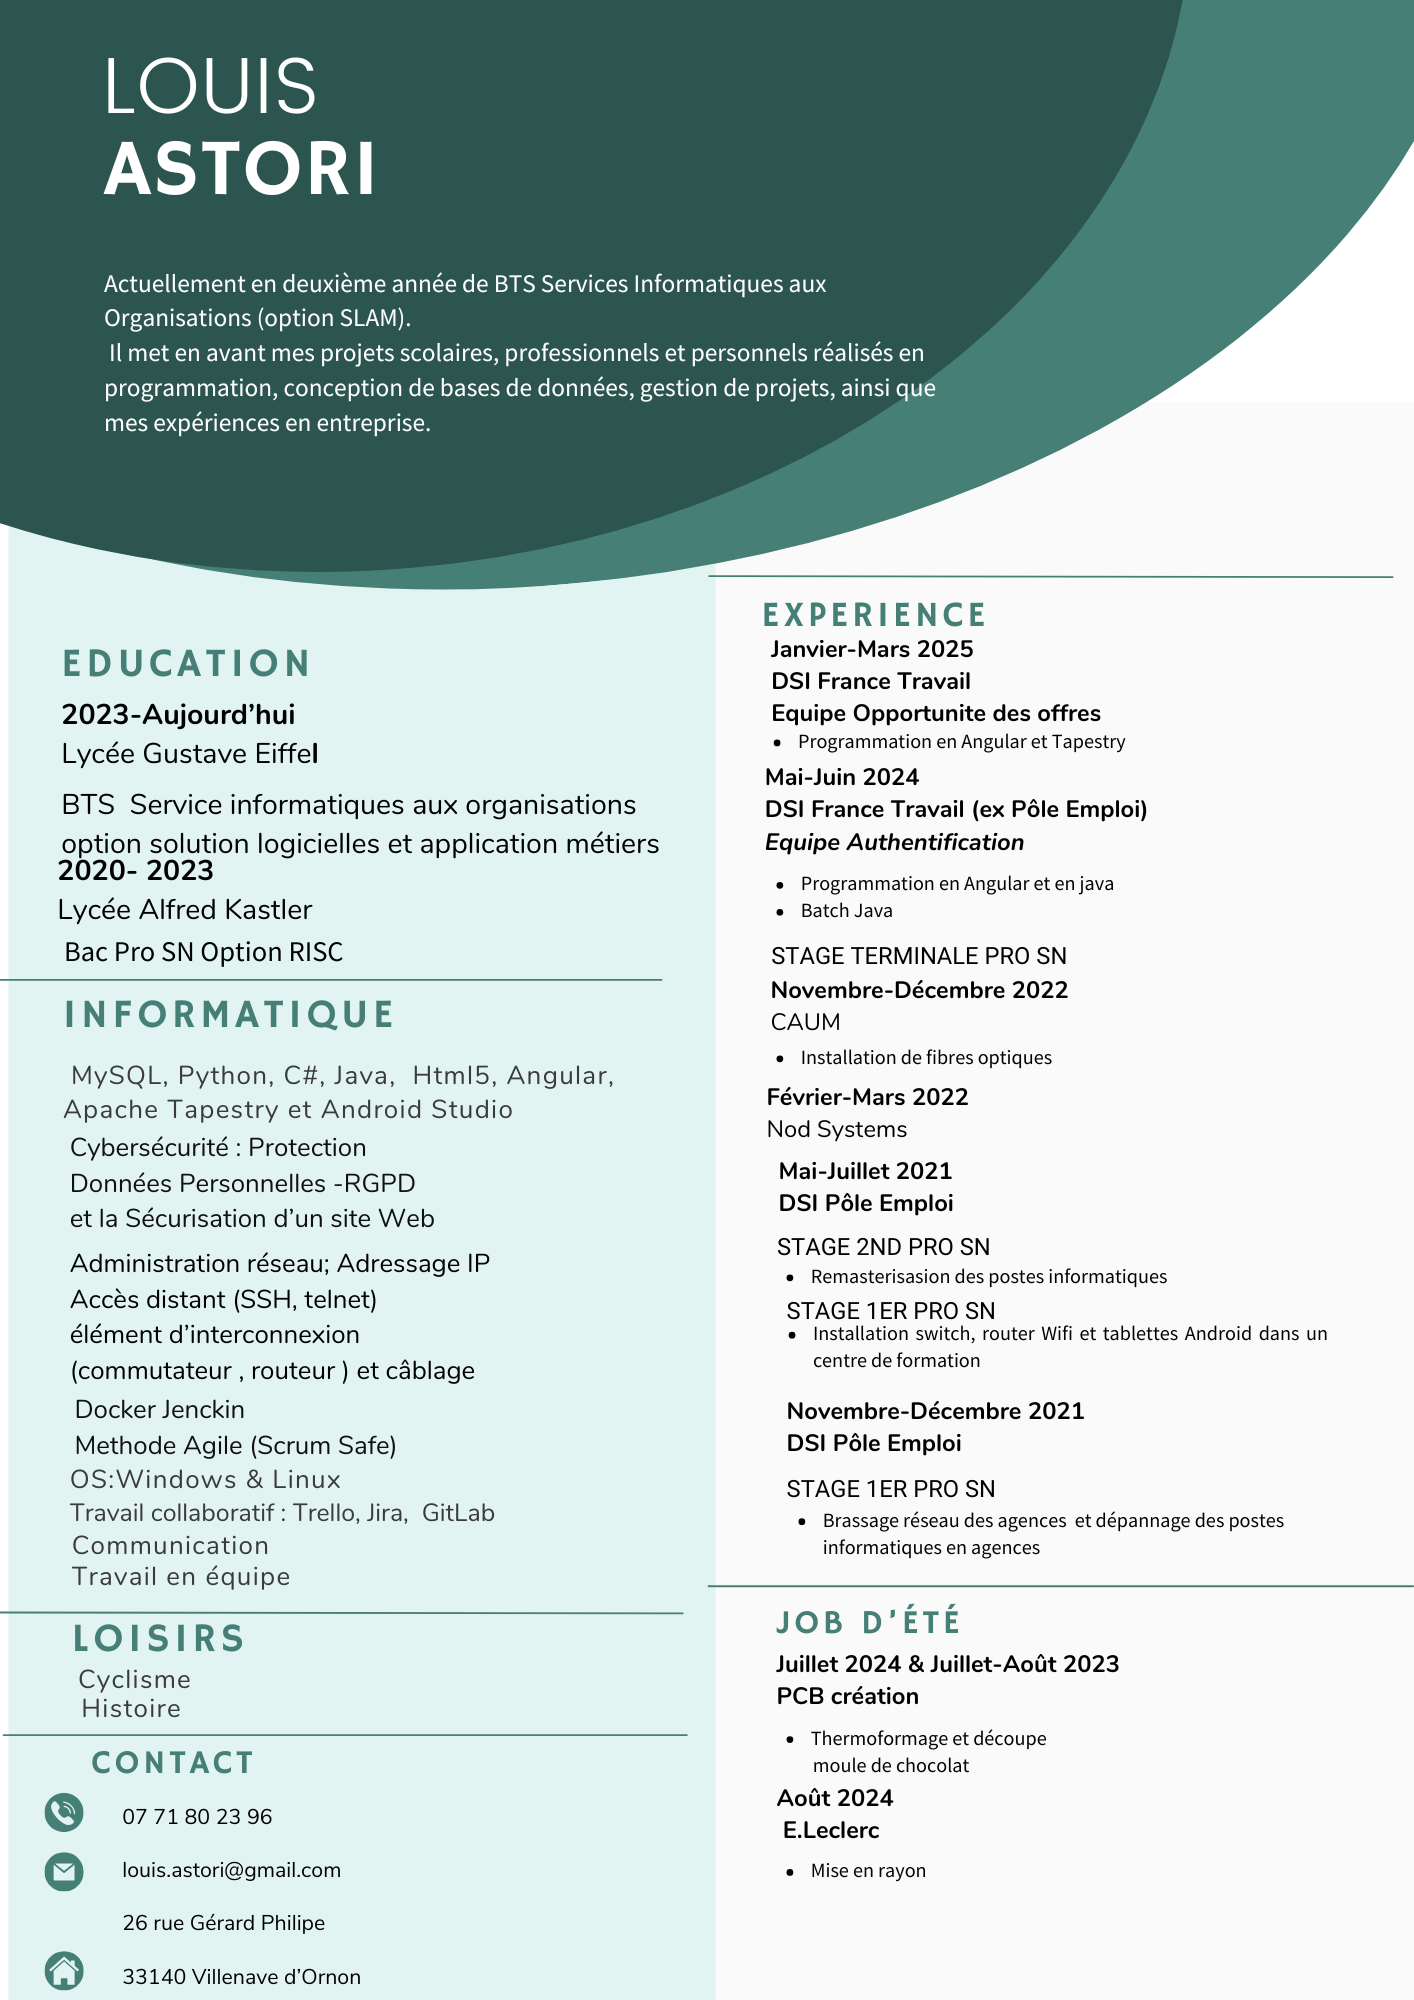 LOUIS
ASTORI
Actuellement en deuxième année de BTS Services Informatiques aux
Organisations (option SLAM).
Il met en avant mes projets scolaires, professionnels et personnels réalisés en
programmation, conception de bases de données, gestion de projets, ainsi que
mes expériences en entreprise.
EDUCATION
2023-Aujourd’hui
Lycée Gustave Eiffel
BTS  Service informatiques aux organisations
option solution logicielles et application métiers
2020- 2023
Lycée Alfred Kastler
Bac Pro SN Option RISC
INFORMATIQUE
MySQL, Python, C#, Java,  Html5, Angular,
Apache Tapestry et Android Studio
Cybersécurité : Protection
Données Personnelles -RGPD
et la Sécurisation d’un site Web
Administration réseau; Adressage IP
Accès distant (SSH, telnet)
élément d’interconnexion
(commutateur , routeur ) et câblage
Docker Jenckin
Methode Agile (Scrum Safe)
OS:Windows & Linux
Travail collaboratif : Trello, Jira,  GitLab
Communication
Travail en équipe
LOISIRS
Cyclisme
Histoire
CONTACT
07 71 80 23 96
louis.astori@gmail.com
26 rue Gérard Philipe
33140 Villenave d’Ornon
EXPERIENCE
Janvier-Mars 2025
DSI France Travail
Equipe Opportunite des offres
• Programmation en Angular et Tapestry
Mai-Juin 2024
DSI France Travail (ex Pôle Emploi)
Equipe Authentification
• Programmation en Angular et en java
• Batch Java
STAGE TERMINALE PRO SN
Novembre-Décembre 2022
CAUM
• Installation de fibres optiques
Février-Mars 2022
Nod Systems
Mai-Juillet 2021
DSI Pôle Emploi
STAGE 2ND PRO SN
• Remasterisasion des postes informatiques
STAGE 1ER PRO SN
• Installation switch, router Wifi et tablettes Android dans un
centre de formation
Novembre-Décembre 2021
DSI Pôle Emploi
STAGE 1ER PRO SN
• Brassage réseau des agences  et dépannage des postes
informatiques en agences
JOB D’ÉTÉ
Juillet 2024 & Juillet-Août 2023
PCB création
• Thermoformage et découpe
moule de chocolat
Août 2024
E.Leclerc
• Mise en rayon